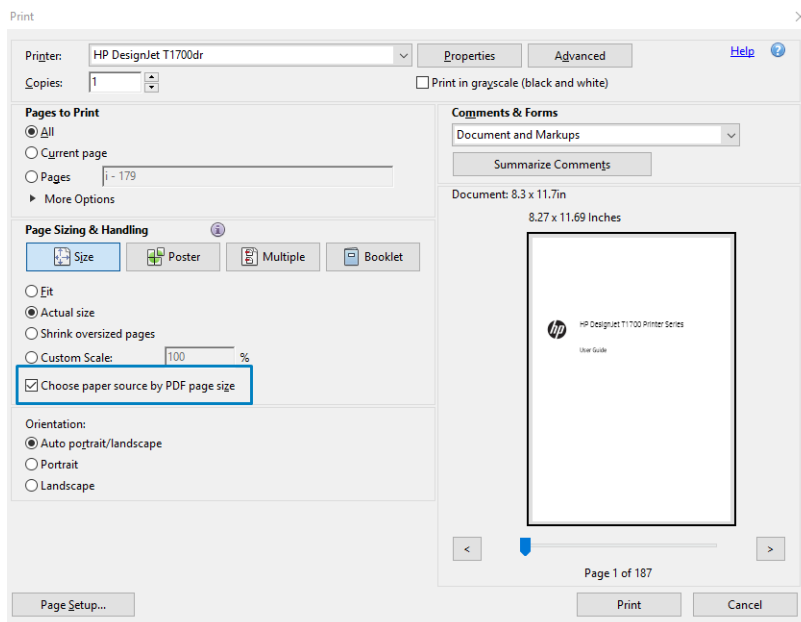 Print
Printer: HP DesignJet T1700dr Properties Advanced Help ?
Copies: 1 Print in grayscale (black and white)
Pages to Print
All
Current page
Pages i - 179
More Options
Page Sizing & Handling i
Size Poster Multiple Booklet
Fit
Actual size
Shrink oversized pages
Custom Scale: 100 %
Choose paper source by PDF page size
Orientation:
Auto portrait/landscape
Portrait
Landscape
Comments & Forms
Document and Markups
Summarize Comments
Document: 8.3 x 11.7in
8.27 x 11.69 Inches
hp HP DesignJet T1700 Printer Series
User Guide
< >
Page 1 of 187
Page Setup... Print Cancel